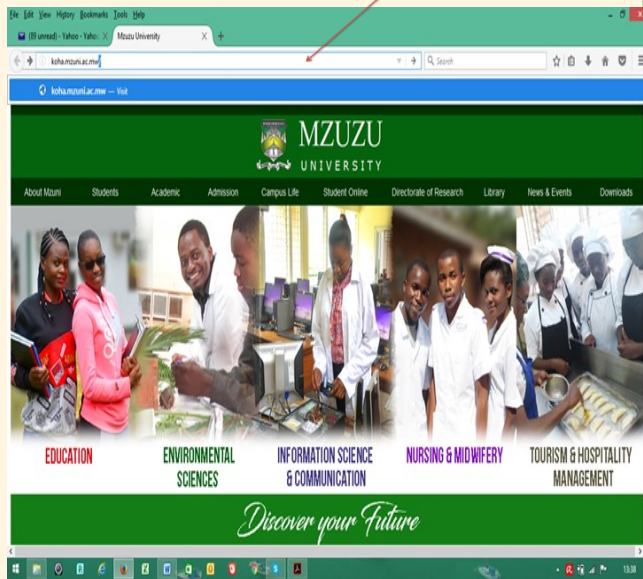 File Edit View History Bookmarks Tools Help
(89 unread) - Yahoo - Yahoo
Mzuzu University
koha.mzuni.ac.mw
Search
koha.mzuni.ac.mw — Visit
MZUZU
UNIVERSITY
About Mzuni Students Academic Admission Campus Life Student Online Directorate of Research Library News & Events Downloads
EDUCATION
ENVIRONMENTAL
SCIENCES
INFORMATION SCIENCE
& COMMUNICATION
NURSING & MIDWIFERY
TOURISM & HOSPITALITY
MANAGEMENT
Discover your Future
13:38